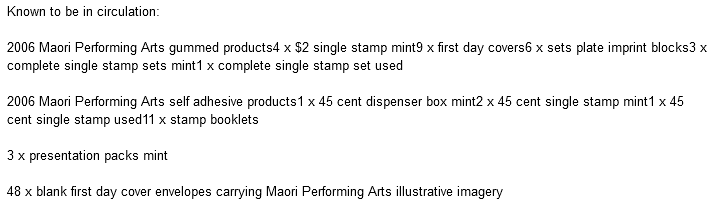 Known to be in circulation:
2006 Maori Performing Arts gummed products4 x $2 single stamp mint9 x first day covers6 x sets plate imprint blocks3 x
complete single stamp sets mint1 x complete single stamp set used
2006 Maori Performing Arts self adhesive products1 x 45 cent dispenser box mint2 x 45 cent single stamp mint1 x 45
cent single stamp used11 x stamp booklets
3 x presentation packs mint
48 x blank first day cover envelopes carrying Maori Performing Arts illustrative imagery